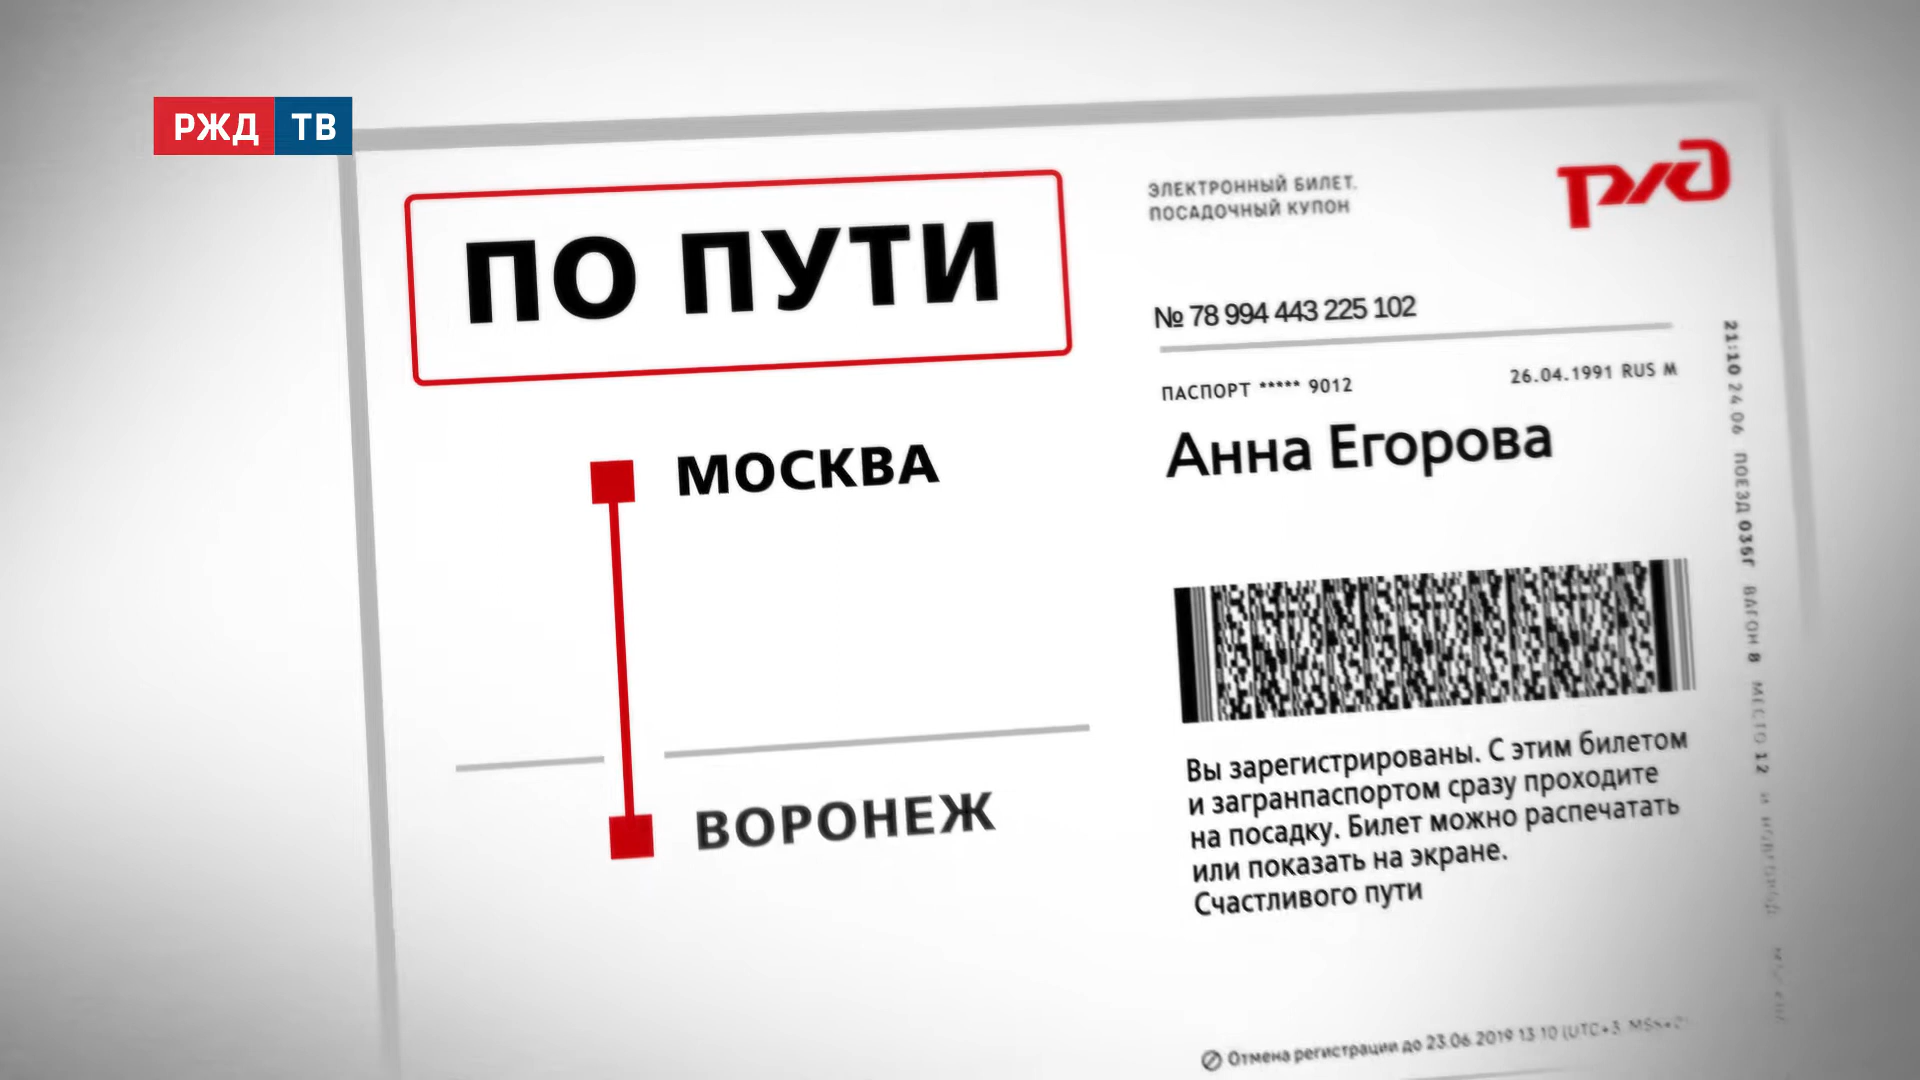 РЖД ТВ
ПО ПУТИ
МОСКВА
ВОРОНЕЖ
ЭЛЕКТРОННЫЙ БИЛЕТ.
ПОСАДОЧНЫЙ КУПОН
№ 78 994 443 225 102
ПАСПОРТ ***** 9012
26.04.1991 RUS М
Анна Егорова
Вы зарегистрированы. С этим билетом
и загранпаспортом сразу проходите
на посадку. Билет можно распечатать
или показать на экране.
Счастливого пути
Отмена регистрации до 23.06.2019 13 10 (UTC+3
21:10 24.06 ПОЕЗД 036Г ВАГОН 8 МЕСТО 12